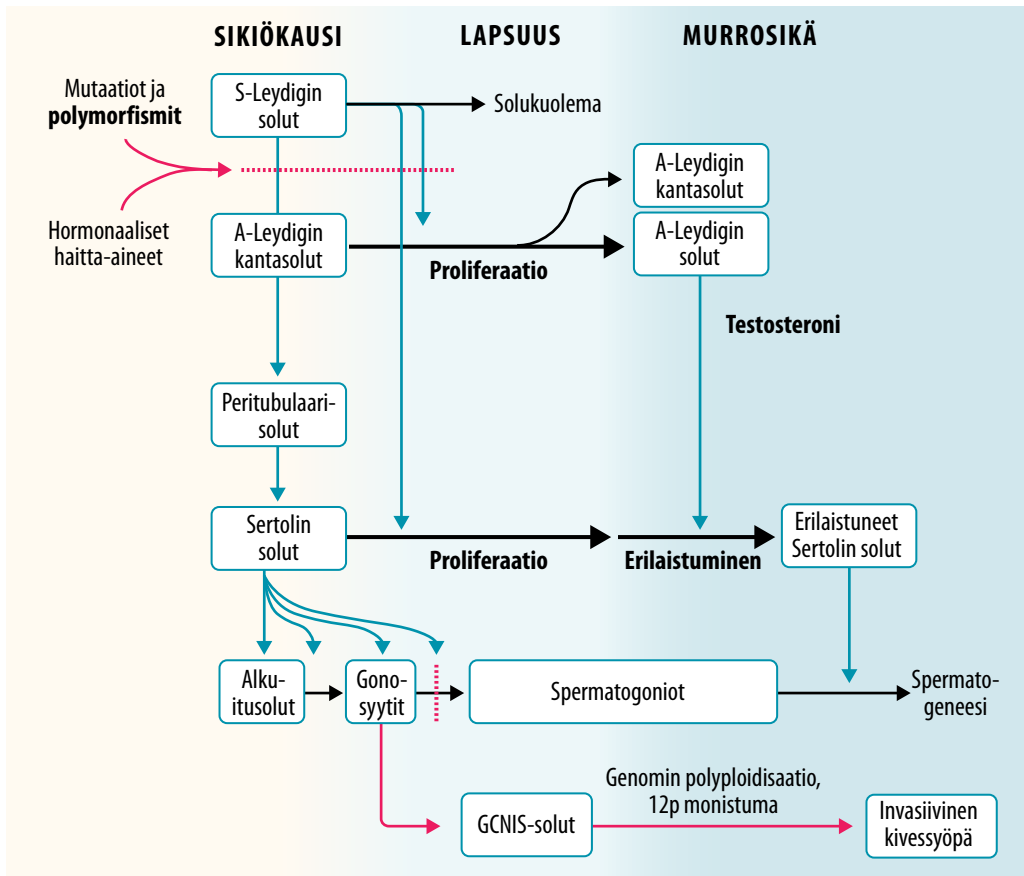 SIKIÖKAUSI
LAPSUUS
MURROSIKÄ
Mutaatiot ja
polymorfismit
S-Leydigin
solut
Solukuolema
A-Leydigin
kantasolut
Hormonaaliset
haitta-aineet
A-Leydigin
kantasolut
Proliferaatio
A-Leydigin
solut
Testosteroni
Peritubulaari-
solut
Sertolin
solut
Proliferaatio
Erilaistuminen
Erilaistuneet
Sertolin solut
Alku-
itusolut
Gono-
syytit
Spermatogoniot
Spermato-
geneesi
GCNIS-solut
Genomin polyploidisaatio,
12p monistuma
Invasiivinen
kivessyöpä